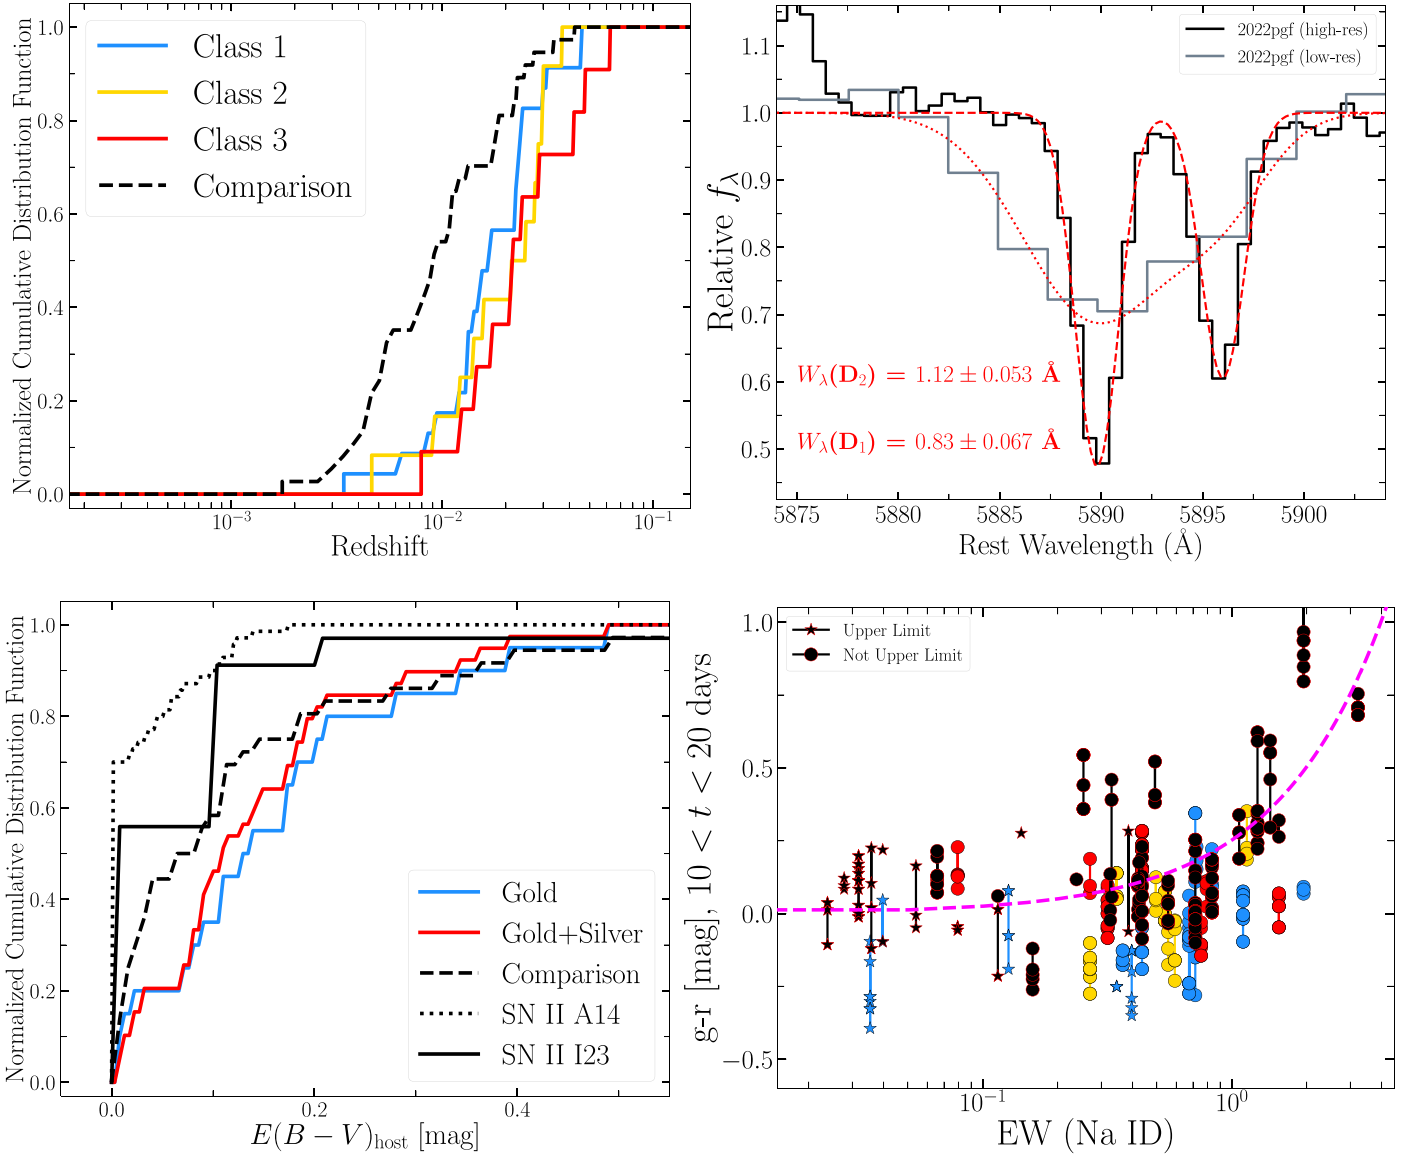 Normalized Cumulative Distribution Function
1.0
0.8
0.6
0.4
0.2
0.0
Class 1
Class 2
Class 3
Comparison
10⁻³ 10⁻² 10⁻¹
Redshift
Relative f_λ
1.1
1.0
0.9
0.8
0.7
0.6
0.5
2022pgf (high-res)
2022pgf (low-res)
W_λ(D₂) = 1.12 ± 0.053 Å
W_λ(D₁) = 0.83 ± 0.067 Å
5875 5880 5885 5890 5895 5900
Rest Wavelength (Å)
Normalized Cumulative Distribution Function
1.0
0.8
0.6
0.4
0.2
0.0
Gold
Gold+Silver
Comparison
SN II A14
SN II I23
0.0 0.2 0.4
E(B − V)host [mag]
g-r [mag], 10 < t < 20 days
1.0
0.5
0.0
−0.5
Upper Limit
Not Upper Limit
10⁻¹ 10⁰
EW (Na ID)